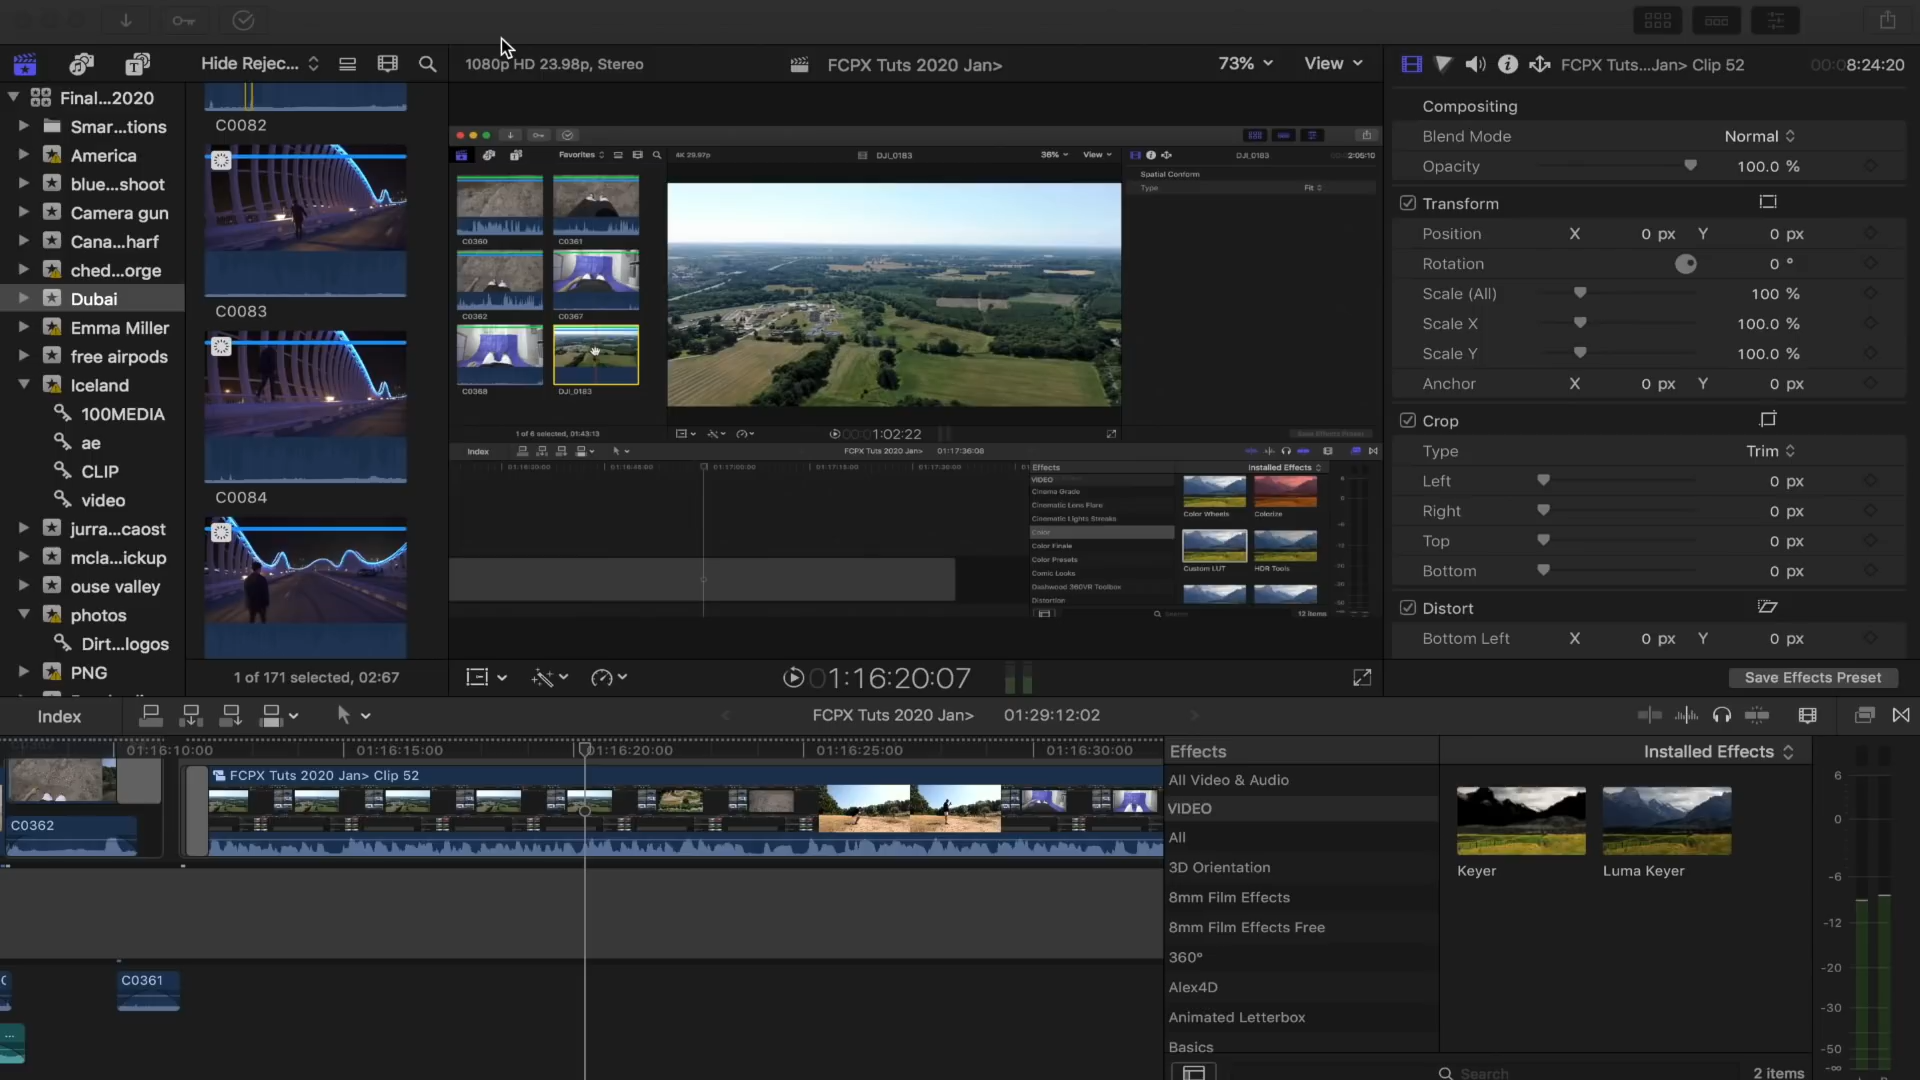 Hide Rejec...
1080p HD 23.98p, Stereo
FCPX Tuts 2020 Jan>
73%
View
FCPX Tuts...Jan> Clip 52
00:08:24:20
Final...2020
Smar...tions
America
blue...shoot
Camera gun
Cana...harf
ched...orge
Dubai
Emma Miller
free airpods
Iceland
100MEDIA
ae
CLIP
video
jurra...caost
mcla...ickup
ouse valley
photos
Dirt...logos
PNG
C0082
C0083
C0084
1 of 171 selected, 02:67
Favorites
4K 29.97p
DJI_0183
36%
View
DJI_0183
2:06:10
C0360
C0361
C0362
C0367
C0368
DJI_0183
Spatial Conform
Type
Fit
1 of 6 selected, 01:43:13
1:02:22
Save Effects Preset
Index
FCPX Tuts 2020 Jan>
01:17:36:08
01:16:30:00
01:16:45:00
01:17:00:00
01:17:15:00
01:17:30:00
Effects
Installed Effects
VIDEO
Cinema Grade
Cinematic Lens Flare
Cinematic Lights Streaks
Color
Color Finale
Color Presets
Comic Looks
Dashwood 360VR Toolbox
Distortion
Color Wheels
Colorize
Custom LUT
HDR Tools
Search
12 items
01:16:20:07
Compositing
Blend Mode
Normal
Opacity
100.0 %
Transform
Position
X
0 px
Y
0 px
Rotation
0 °
Scale (All)
100 %
Scale X
100.0 %
Scale Y
100.0 %
Anchor
X
0 px
Y
0 px
Crop
Type
Trim
Left
0 px
Right
0 px
Top
0 px
Bottom
0 px
Distort
Bottom Left
X
0 px
Y
0 px
Save Effects Preset
Index
FCPX Tuts 2020 Jan>
01:29:12:02
01:16:10:00
01:16:15:00
01:16:20:00
01:16:25:00
01:16:30:00
C0362
FCPX Tuts 2020 Jan> Clip 52
C0362
C0361
...
Effects
All Video & Audio
VIDEO
All
3D Orientation
8mm Film Effects
8mm Film Effects Free
360°
Alex4D
Animated Letterbox
Basics
Installed Effects
Keyer
Luma Keyer
Search
2 items
6
0
-6
-12
-20
-30
-50
-∞